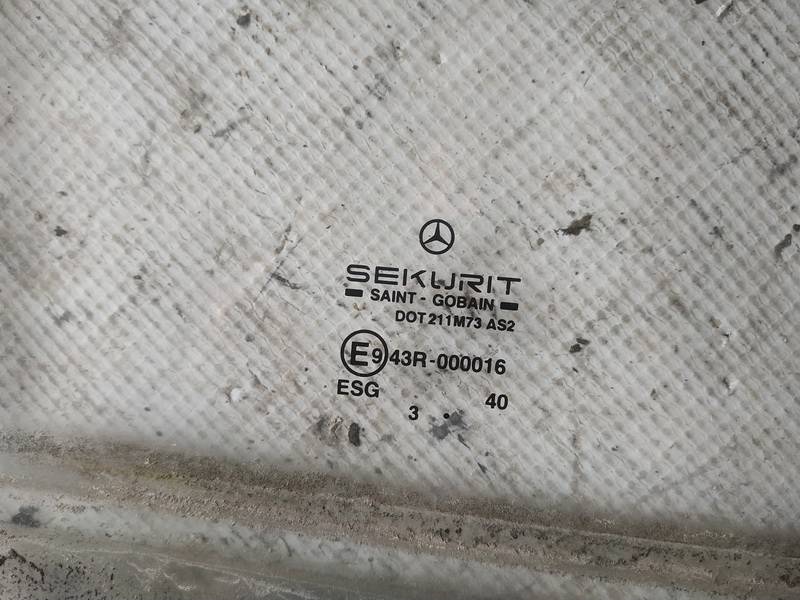 SEKURIT
SAINT - GOBAIN
DOT 211M73 AS2
E9 43R-000016
ESG 40
3 .